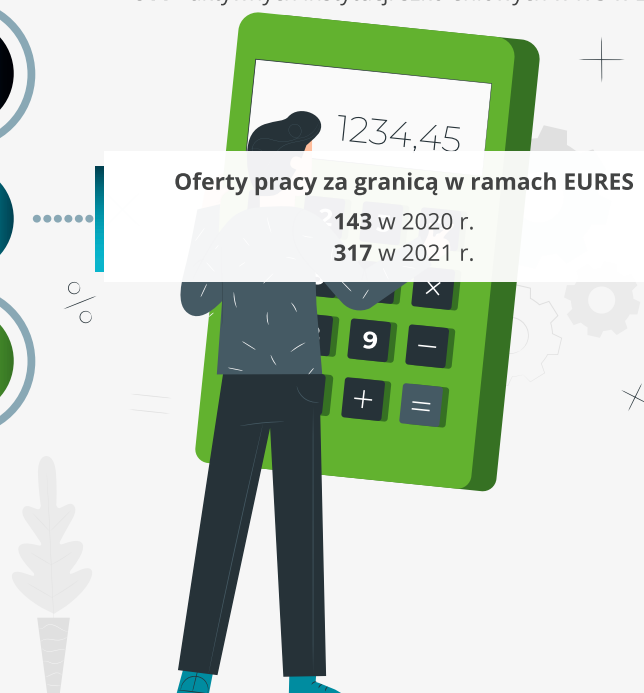 1234,45
Oferty pracy za granicą w ramach EURES
143 w 2020 r.
317 w 2021 r.
×
9 −
+ =
%